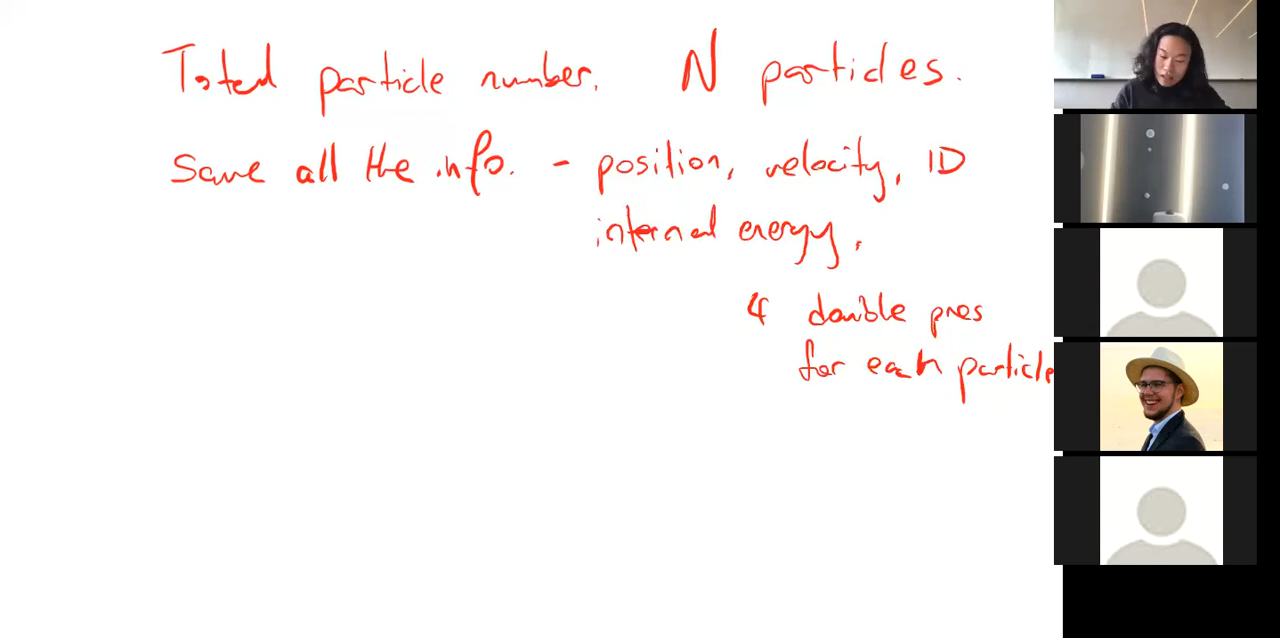 Total particle number. N particles.
Save all the info. - position, velocity, ID
internal energy,
4 double pres
for each particle